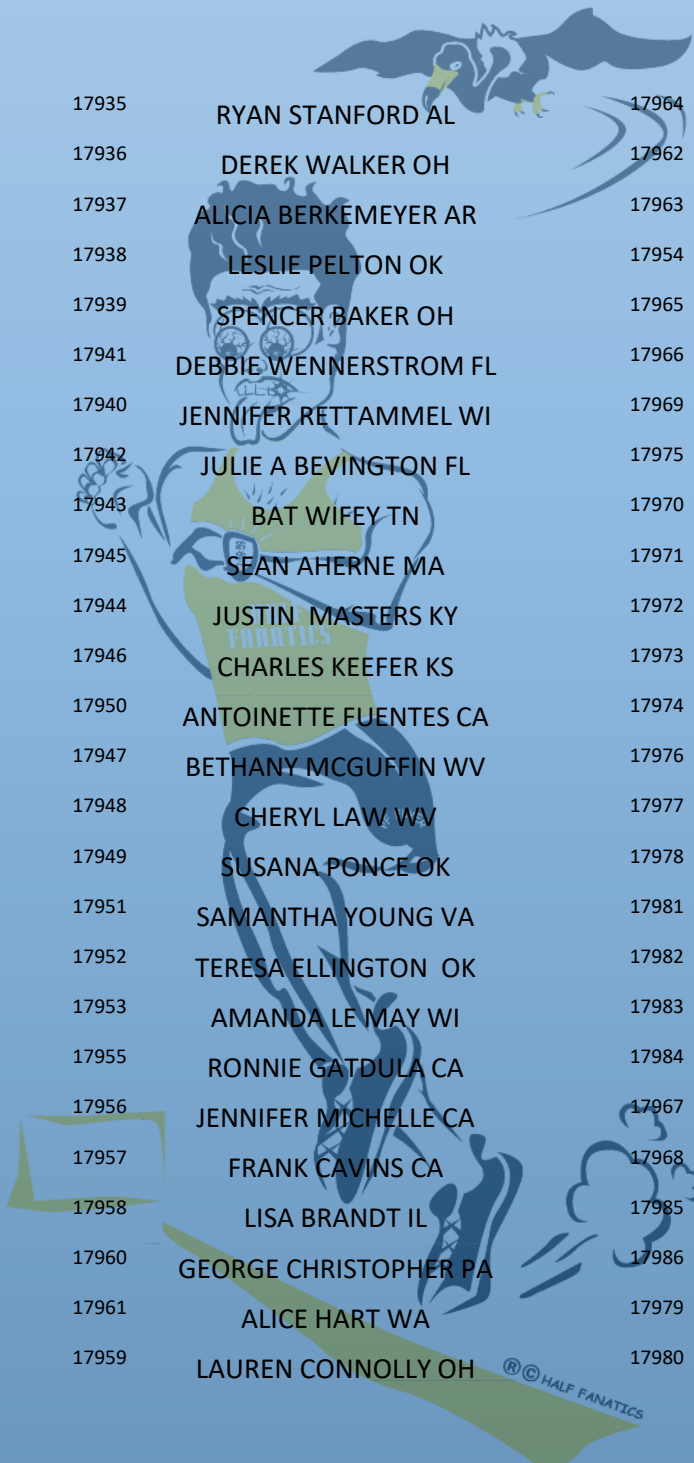 17935 RYAN STANFORD AL 17964
17936 DEREK WALKER OH 17962
17937 ALICIA BERKEMEYER AR 17963
17938 LESLIE PELTON OK 17954
17939 SPENCER BAKER OH 17965
17941 DEBBIE WENNERSTROM FL 17966
17940 JENNIFER RETTAMMEL WI 17969
17942 JULIE A BEVINGTON FL 17975
17943 BAT WIFEY TN 17970
17945 SEAN AHERNE MA 17971
17944 JUSTIN  MASTERS KY 17972
FANATICS
17946 CHARLES KEEFER KS 17973
17950 ANTOINETTE FUENTES CA 17974
17947 BETHANY MCGUFFIN WV 17976
17948 CHERYL LAW WV 17977
17949 SUSANA PONCE OK 17978
17951 SAMANTHA YOUNG VA 17981
17952 TERESA ELLINGTON  OK 17982
17953 AMANDA LE MAY WI 17983
17955 RONNIE GATDULA CA 17984
17956 JENNIFER MICHELLE CA 17967
17957 FRANK CAVINS CA 17968
17958 LISA BRANDT IL 17985
17960 GEORGE CHRISTOPHER PA 17986
17961 ALICE HART WA 17979
17959 LAUREN CONNOLLY OH 17980
®© HALF FANATICS